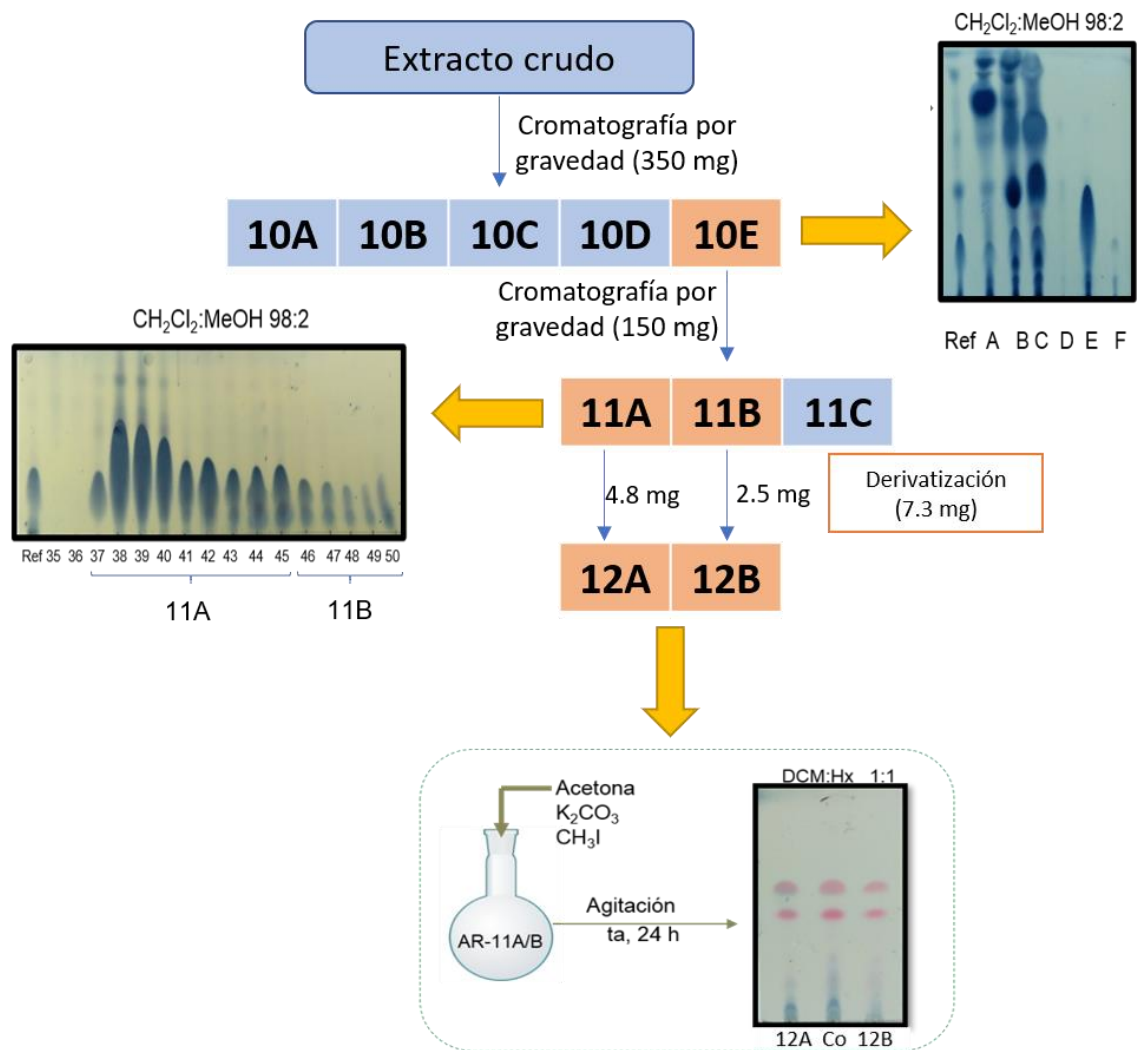 Extracto crudo
CH₂Cl₂:MeOH 98:2
Cromatografía por
gravedad (350 mg)
10A 10B 10C 10D 10E
Ref A B C D E F
Cromatografía por
gravedad (150 mg)
CH₂Cl₂:MeOH 98:2
11A 11B 11C
4.8 mg
2.5 mg
Derivatización
(7.3 mg)
Ref 35 36 37 38 39 40 41 42 43 44 45 46 47 48 49 50
11A 11B
12A 12B
Acetona
K₂CO₃
CH₃I
AR-11A/B
Agitación
ta, 24 h
DCM:Hx 1:1
12A Co 12B